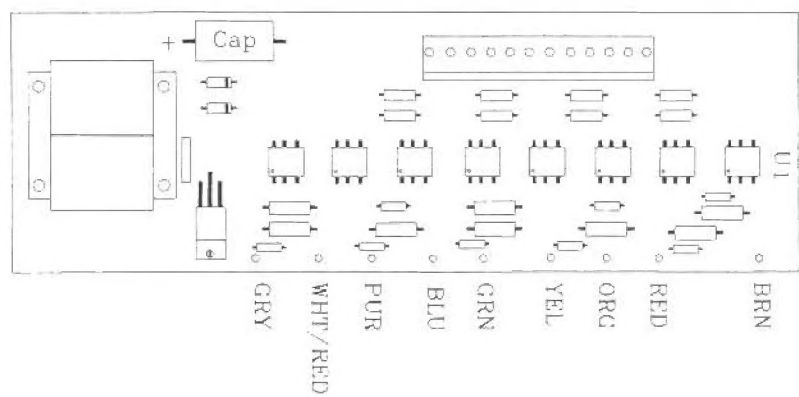 + Cap
U1
GRY
WHT/RED
PUR
BLU
GRN
YEL
ORG
RED
BRN